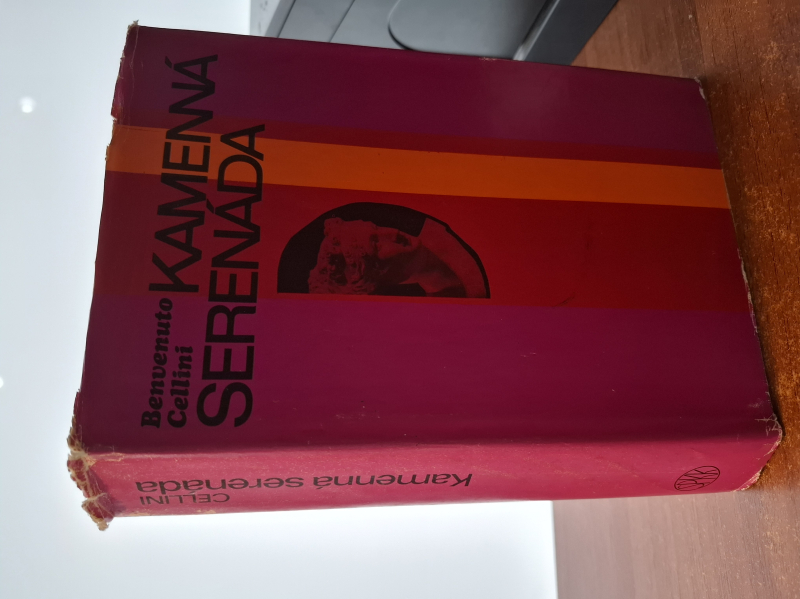 Benvenuto
Cellini
KAMENNÁ
SERENÁDA
CELLINI
Kamenná serenáda